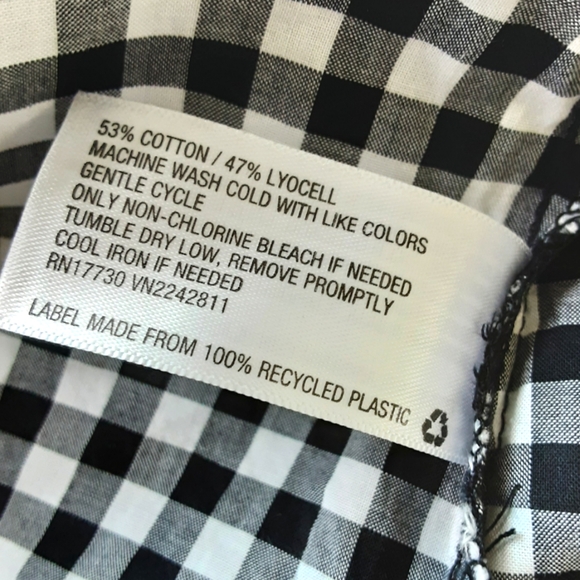 53% COTTON / 47% LYOCELL
MACHINE WASH COLD WITH LIKE COLORS
GENTLE CYCLE
ONLY NON-CHLORINE BLEACH IF NEEDED
TUMBLE DRY LOW, REMOVE PROMPTLY
COOL IRON IF NEEDED
RN17730 VN2242811
LABEL MADE FROM 100% RECYCLED PLASTIC